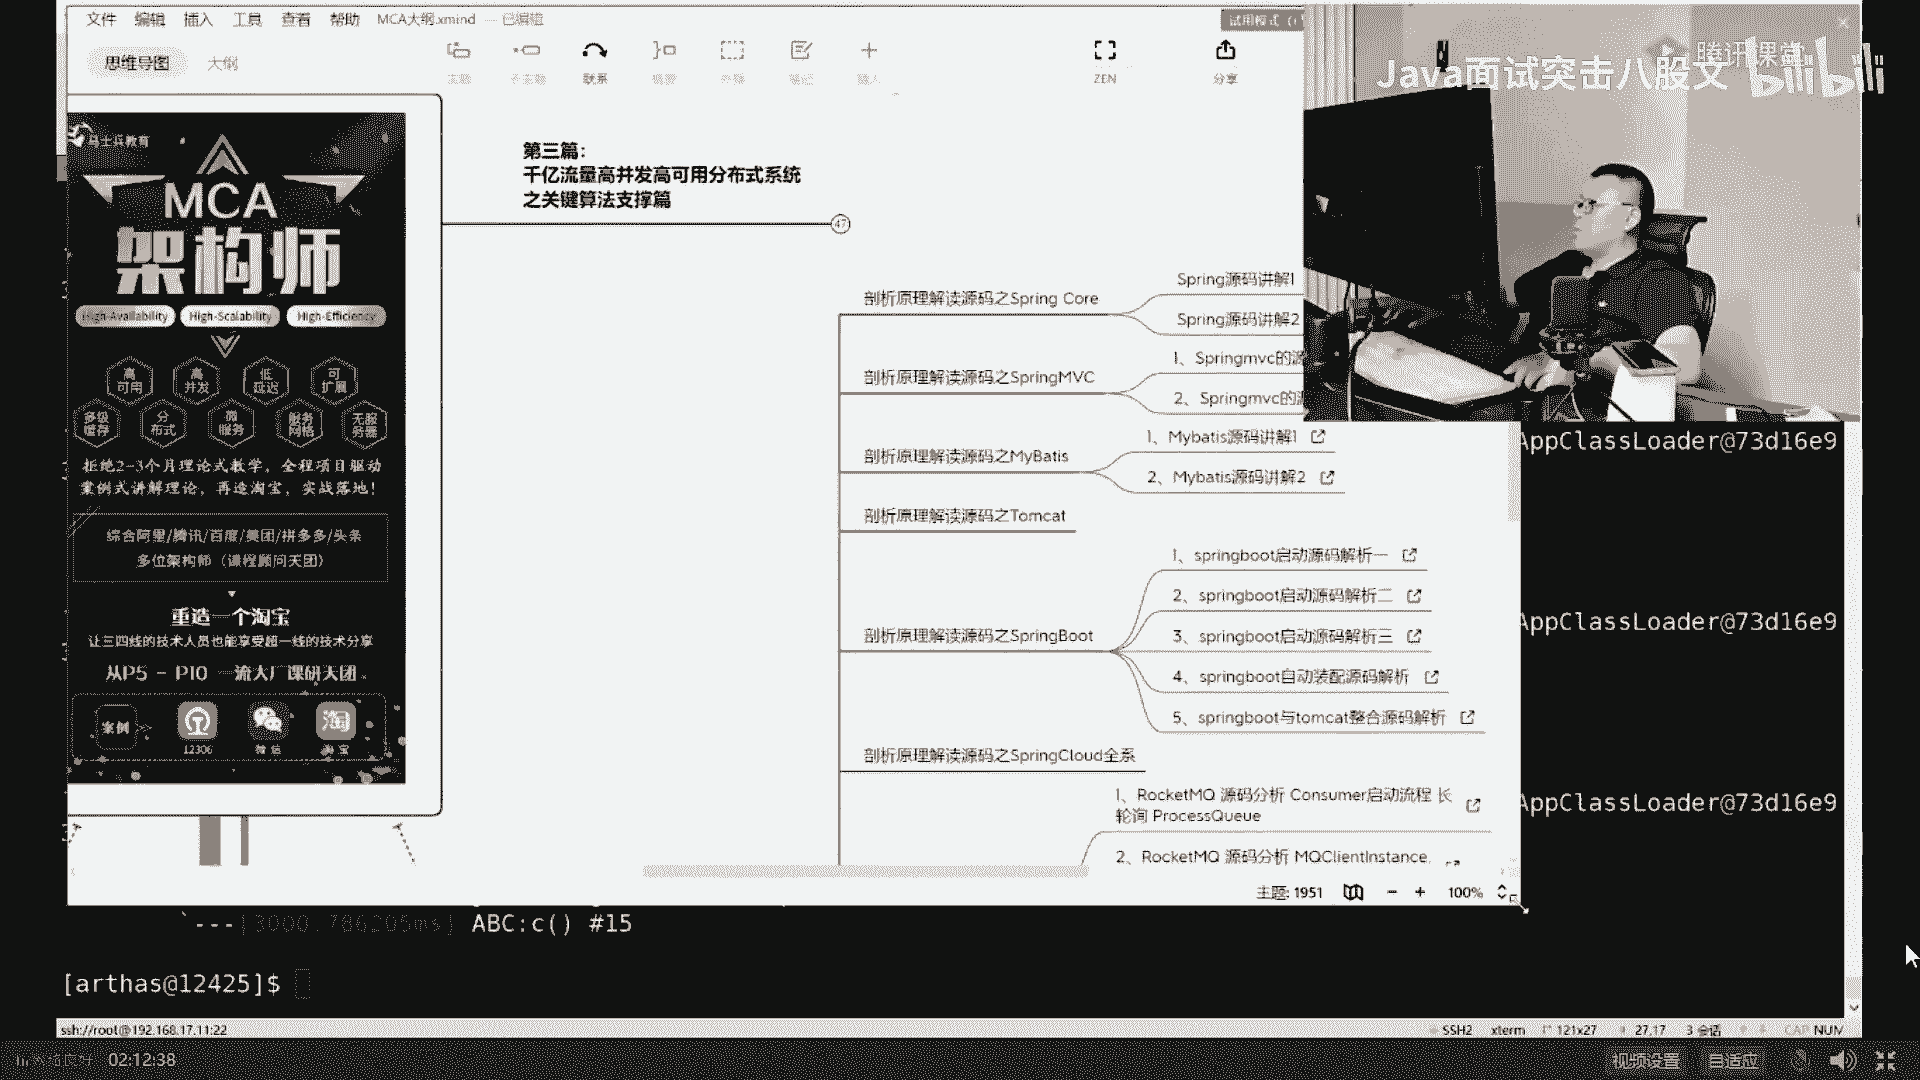 文件 编辑 插入 工具 查看 帮助 MCA大纲.xmind — 已编辑
试用模式
思维导图 大纲
主题 子主题 联系 概要 外框 笔记 插入 ZEN 分享
腾讯课堂
Java面试突击八股文 bilibili
第三篇:
千亿流量高并发高可用分布式系统
之关键算法支撑篇
47
马士兵教育
MCA
架构师
High-Availability High-Scalability High-Efficiency
高可用 高并发 低延迟 可扩展
多级缓存 分布式 微服务 服务网格 无服务器
拒绝2-3个月理论式教学,全程项目驱动
案例式讲解理论,再造淘宝,实战落地!
综合阿里/腾讯/百度/美团/拼多多/头条
多位架构师(课程顾问天团)
重造一个淘宝
让三四线的技术人员也能享受超一线的技术分享
从P5 - P10 一流大厂课研天团
案例 12306 微信 淘宝
剖析原理解读源码之Spring Core
Spring源码讲解1
Spring源码讲解2
剖析原理解读源码之SpringMVC
1、Springmvc的源
2、Springmvc的源
剖析原理解读源码之MyBatis
1、Mybatis源码讲解1
2、Mybatis源码讲解2
剖析原理解读源码之Tomcat
剖析原理解读源码之SpringBoot
1、springboot启动源码解析一
2、springboot启动源码解析二
3、springboot启动源码解析三
4、springboot自动装配源码解析
5、springboot与tomcat整合源码解析
剖析原理解读源码之SpringCloud全系
1、RocketMQ 源码分析 Consumer启动流程 长
轮询 ProcessQueue
2、RocketMQ 源码分析 MQClientInstance
主题: 1951 100%
AppClassLoader@73d16e9
AppClassLoader@73d16e9
AppClassLoader@73d16e9
`---[3000.786205ms] ABC:c() #15
[arthas@12425]$
ssh://root@192.168.17.11:22 SSH2 xterm 121x27 27,17 3 会话 CAP NUM
02:12:38 视频设置 自适应